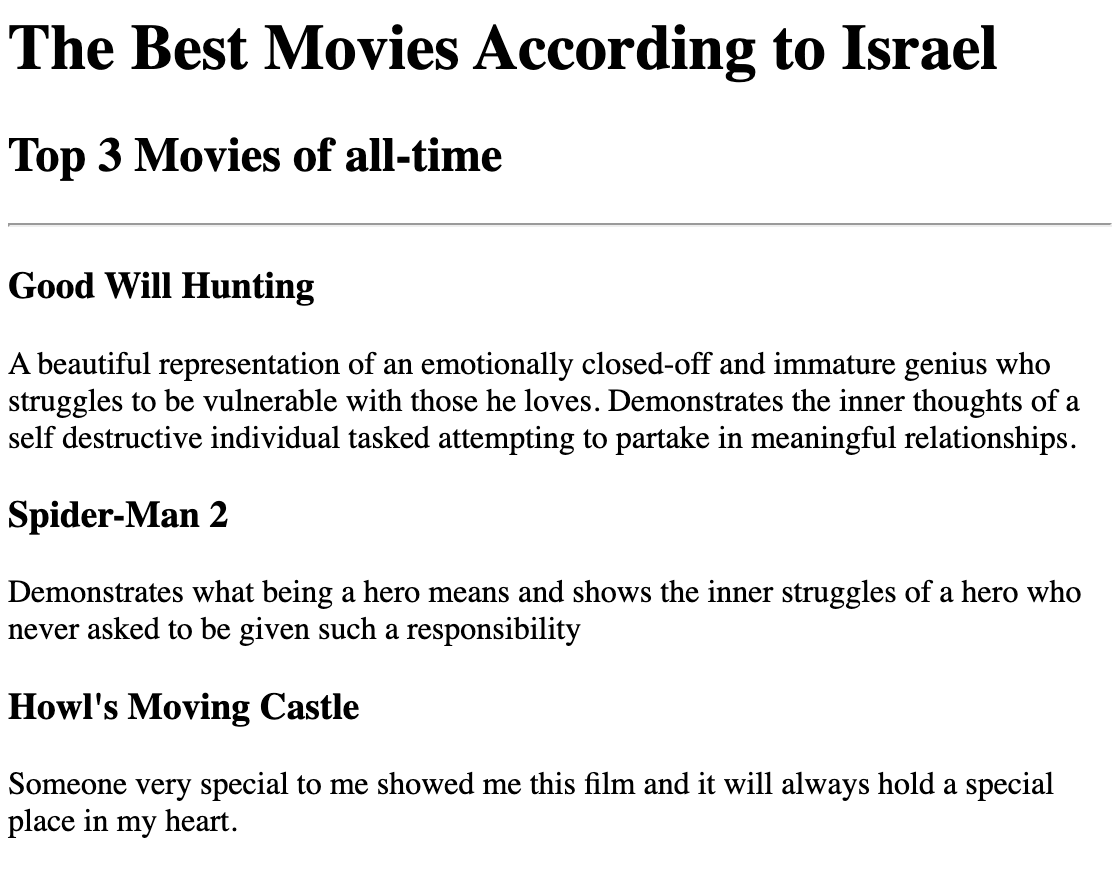 The Best Movies According to Israel
Top 3 Movies of all-time
Good Will Hunting
A beautiful representation of an emotionally closed-off and immature genius who
struggles to be vulnerable with those he loves. Demonstrates the inner thoughts of a
self destructive individual tasked attempting to partake in meaningful relationships.
Spider-Man 2
Demonstrates what being a hero means and shows the inner struggles of a hero who
never asked to be given such a responsibility
Howl's Moving Castle
Someone very special to me showed me this film and it will always hold a special
place in my heart.